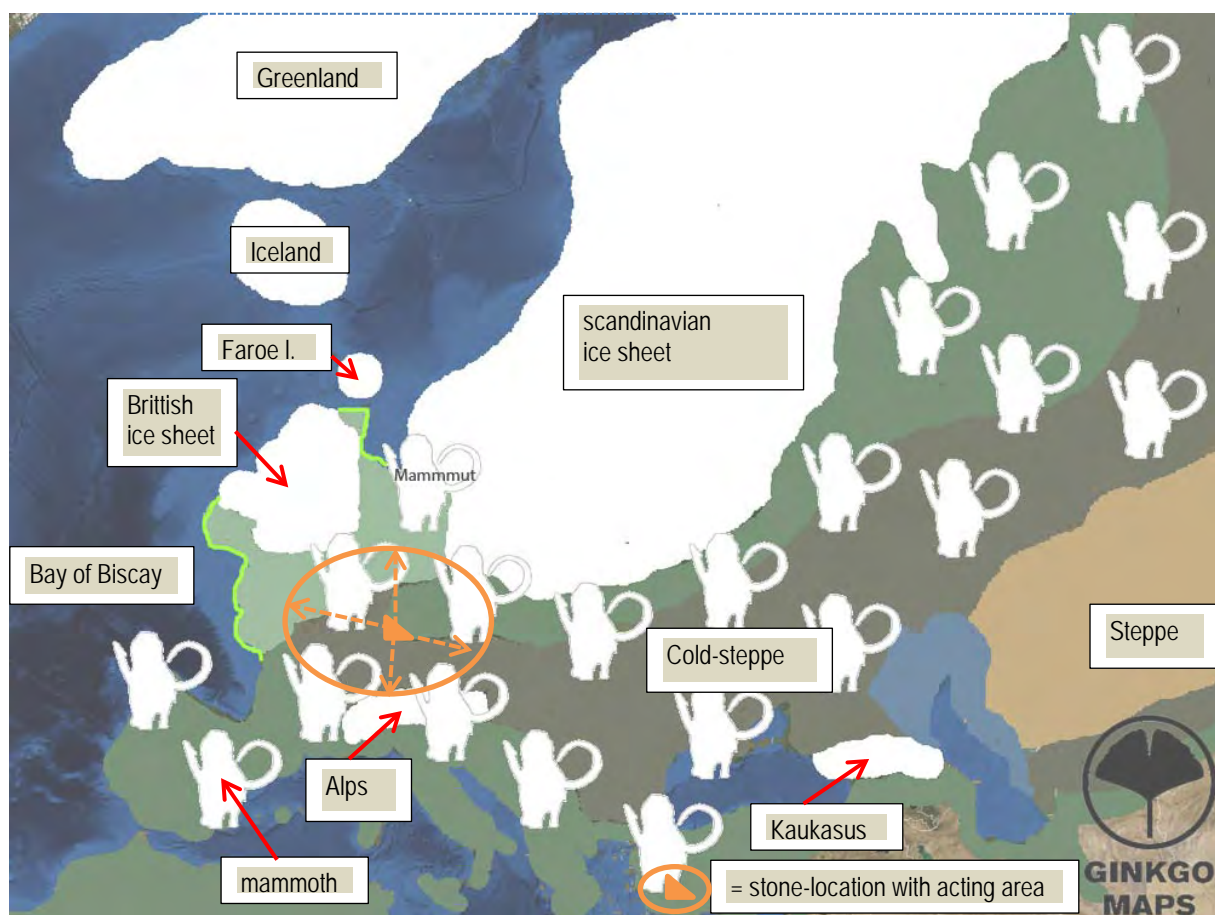 Greenland
Iceland
scandinavian
ice sheet
Faroe I.
Brittish
ice sheet
Mammmut
Bay of Biscay
Steppe
Cold-steppe
Alps
Kaukasus
mammoth
= stone-location with acting area
GINKGO
MAPS